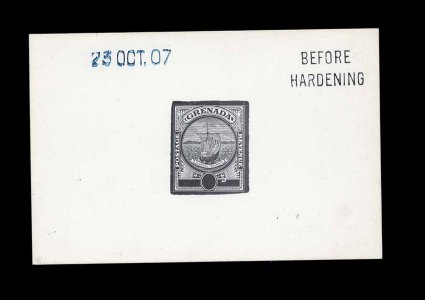 23 OCT. 07
BEFORE
HARDENING
GRENADA
POSTAGE
REVENUE